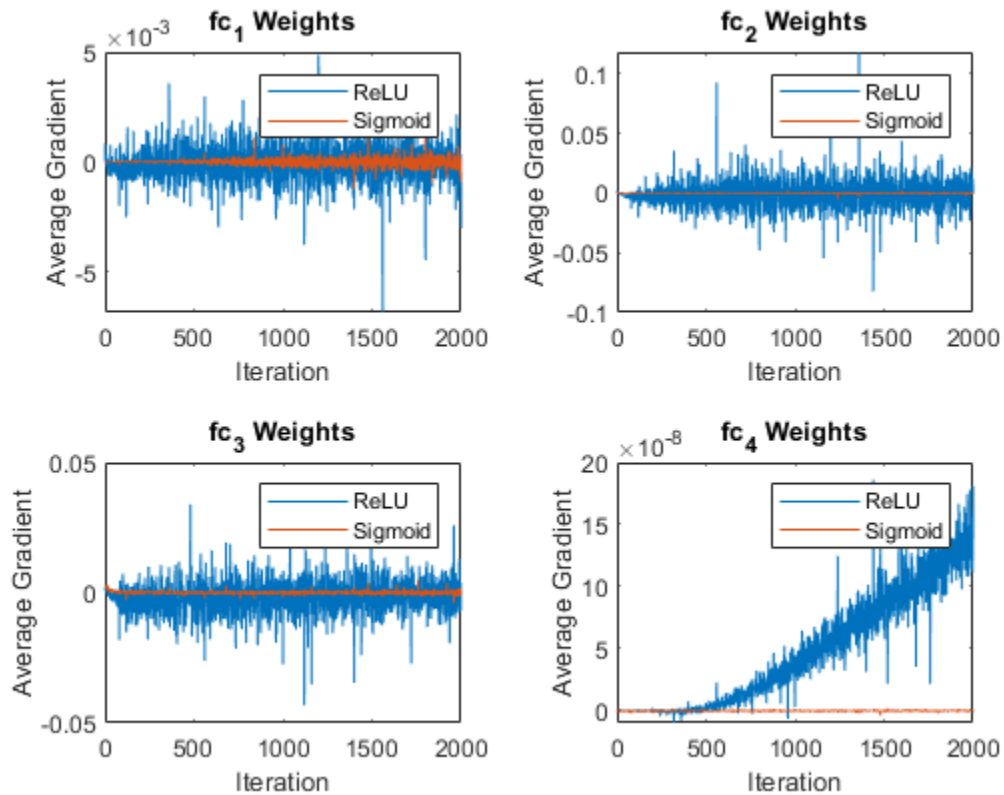 fc1 Weights
×10-3
5
0
-5
Average Gradient
ReLU
Sigmoid
0 500 1000 1500 2000
Iteration
fc2 Weights
0.1
0.05
0
-0.05
-0.1
Average Gradient
ReLU
Sigmoid
0 500 1000 1500 2000
Iteration
fc3 Weights
0.05
0
-0.05
Average Gradient
ReLU
Sigmoid
0 500 1000 1500 2000
Iteration
fc4 Weights
×10-8
20
15
10
5
0
Average Gradient
ReLU
Sigmoid
0 500 1000 1500 2000
Iteration